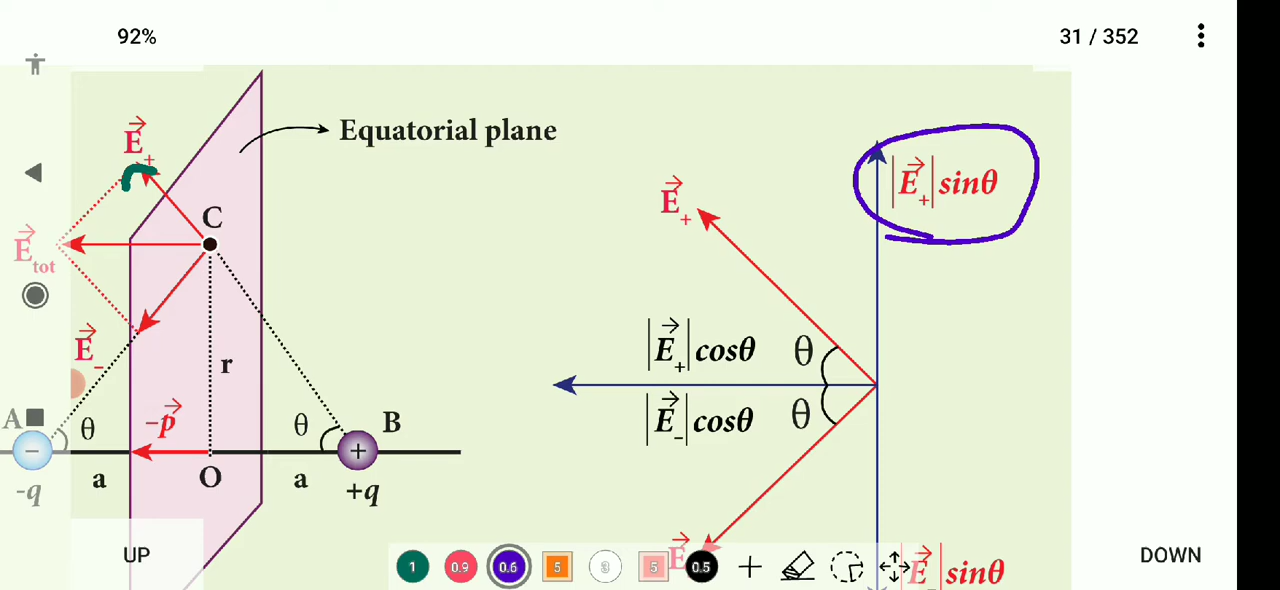 92%
31 / 352
E₊
Equatorial plane
|E₊| sinθ
C
E₊
Eₜₒₜ
|E₊| cosθ
θ
E₋
r
|E₋| cosθ
θ
A
θ
−p
θ
B
−
+
a
O
a
-q
+q
UP
1
0.9
0.6
5
3
5
E
0.5
DOWN
|E₋| sinθ